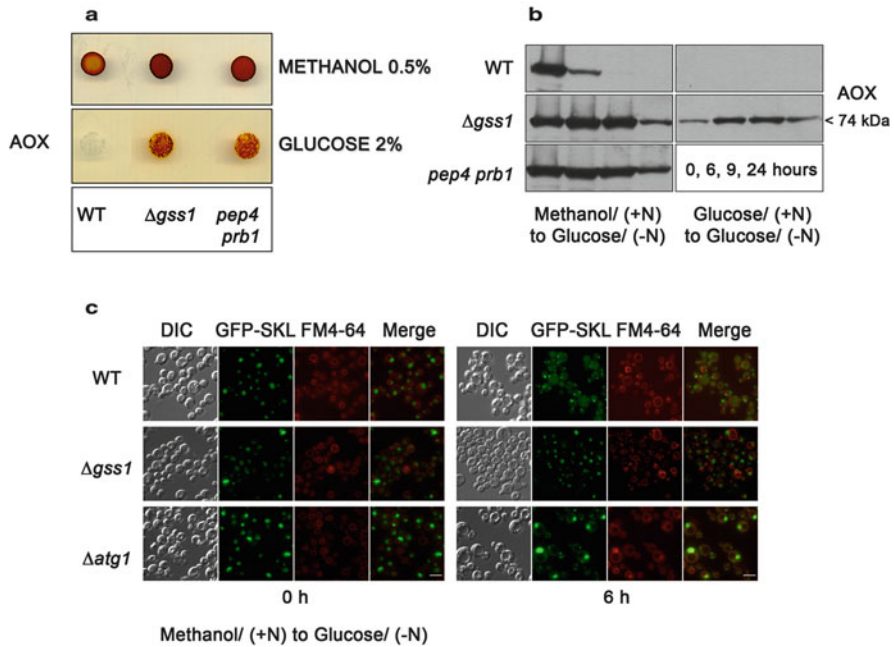 a
METHANOL 0.5%
AOX
GLUCOSE 2%
WT Δgss1 pep4
prb1
b
WT
Δgss1
pep4 prb1
AOX
< 74 kDa
0, 6, 9, 24 hours
Methanol/ (+N)
to Glucose/ (-N)
Glucose/ (+N)
to Glucose/ (-N)
c
DIC GFP-SKL FM4-64 Merge
DIC GFP-SKL FM4-64 Merge
WT
Δgss1
Δatg1
0 h
6 h
Methanol/ (+N) to Glucose/ (-N)